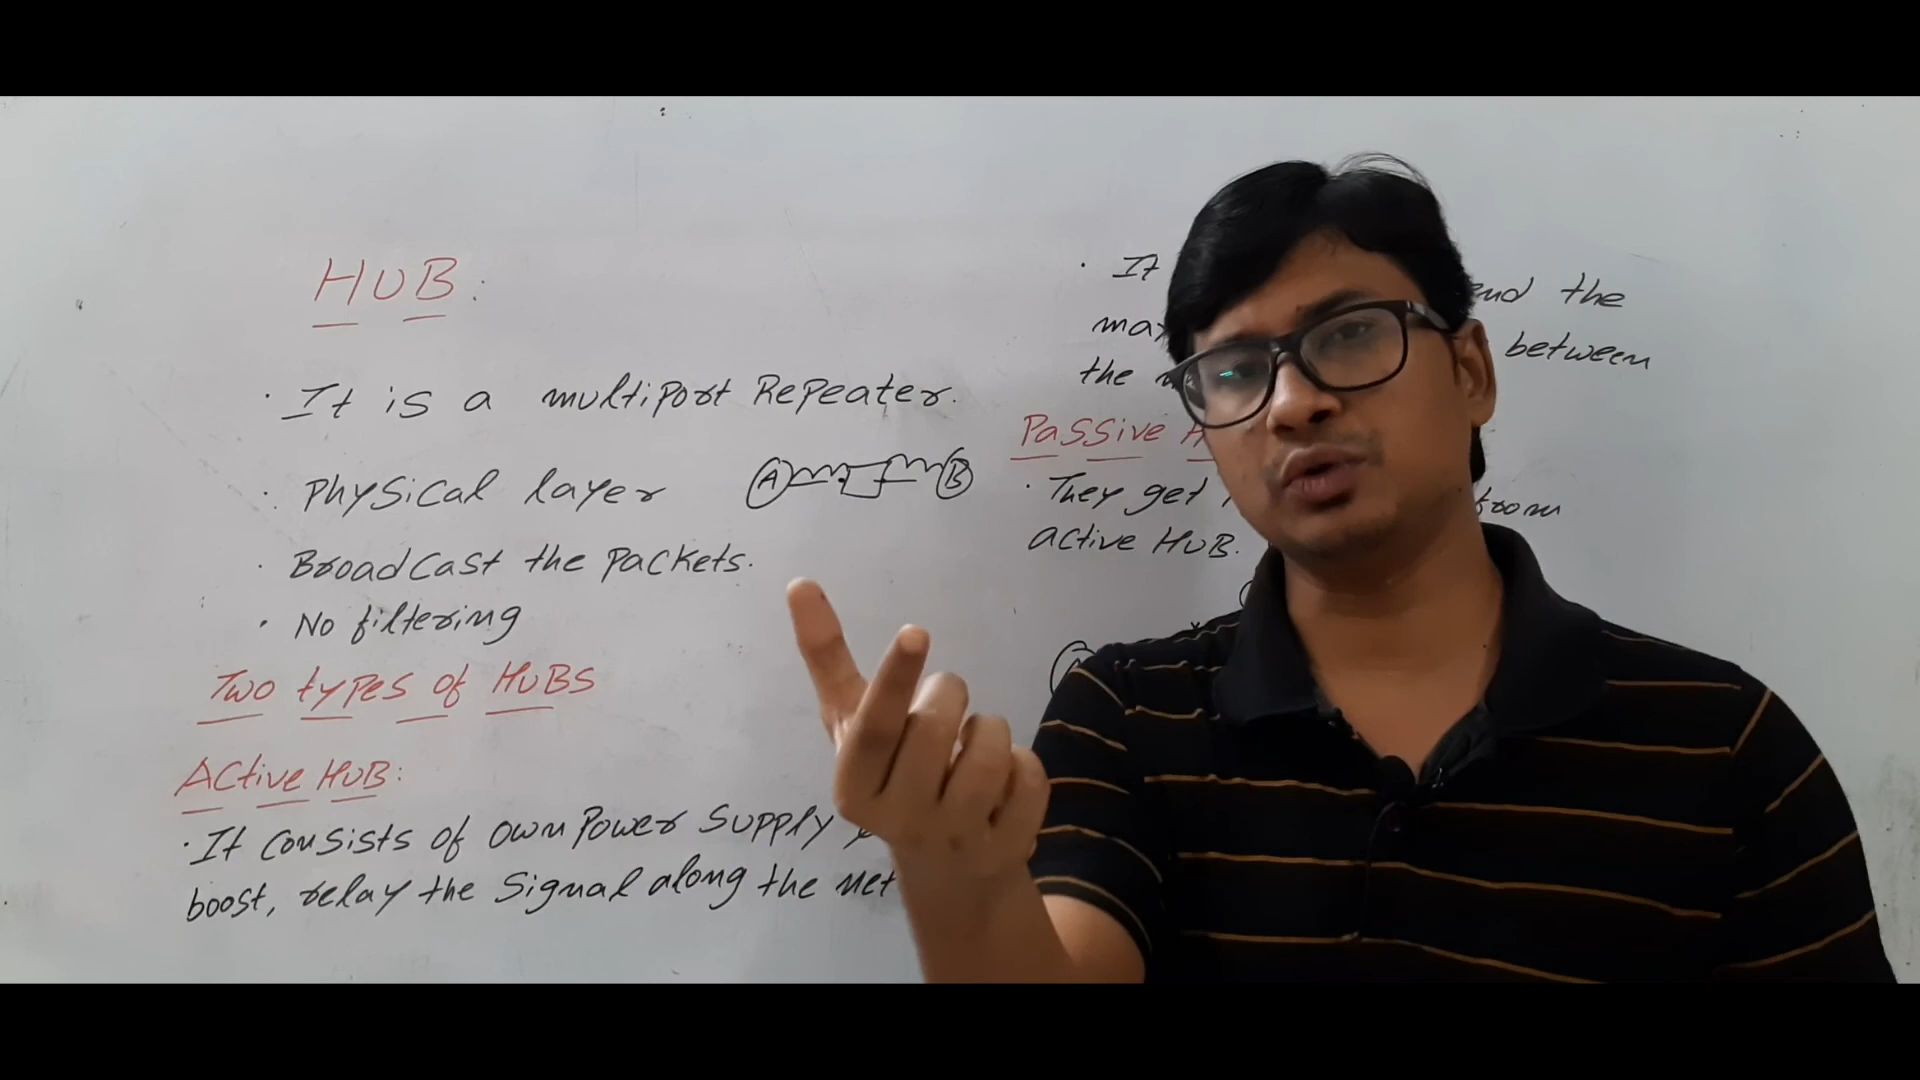 HUB:
· It is a multiport Repeater.
· Physical layer
A B
· Broadcast the Packets.
· No filtering
Two types of HUBS
Active HUB:
· It consists of own Power Supply
boost, relay the Signal along the
· It the
between
the
Passive
· They get from
active HUB.